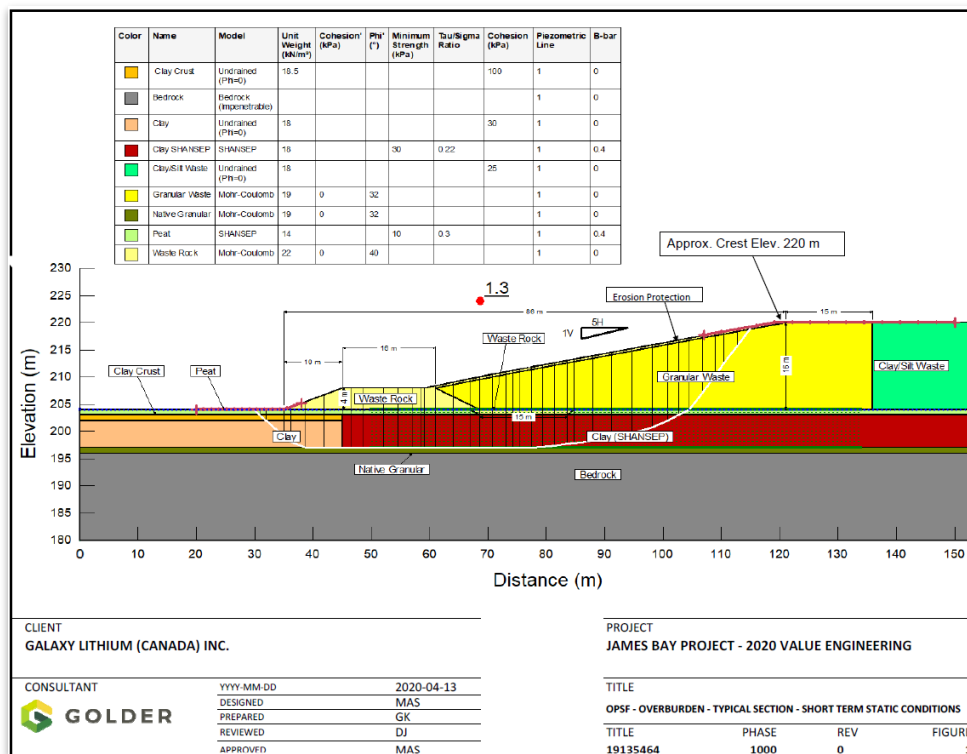 Color Name Model Unit Weight (kN/m³) Cohesion' (kPa) Phi' (°) Minimum Strength (kPa) Tau/Sigma Ratio Cohesion (kPa) Piezometric Line B-bar
Clay Crust Undrained (Phi=0) 18.5 100 1 0
Bedrock Bedrock (Impenetrable) 1 0
Clay Undrained (Phi=0) 18 30 1 0
Clay SHANSEP SHANSEP 18 30 0.22 1 0.4
Clay/Silt Waste Undrained (Phi=0) 18 25 1 0
Granular Waste Mohr-Coulomb 19 0 32 1 0
Native Granular Mohr-Coulomb 19 0 32 1 0
Peat SHANSEP 14 10 0.3 1 0.4
Waste Rock Mohr-Coulomb 22 0 40 1 0
Approx. Crest Elev. 220 m
1.3
Erosion Protection
86 m
15 m
5H
1V
Waste Rock
10 m
16 m
Clay Crust
Peat
Granular Waste
16 m
Clay/Silt Waste
Waste Rock
4 m
15 m
Clay
Clay (SHANSEP)
Native Granular
Bedrock
Elevation (m)
230
225
220
215
210
205
200
195
190
185
180
0 10 20 30 40 50 60 70 80 90 100 110 120 130 140 150
Distance (m)
CLIENT
GALAXY LITHIUM (CANADA) INC.
PROJECT
JAMES BAY PROJECT - 2020 VALUE ENGINEERING
CONSULTANT
GOLDER
YYYY-MM-DD 2020-04-13
DESIGNED MAS
PREPARED GK
REVIEWED DJ
APPROVED MAS
TITLE
OPSF - OVERBURDEN - TYPICAL SECTION - SHORT TERM STATIC CONDITIONS
TITLE PHASE REV FIGURE
19135464 1000 0